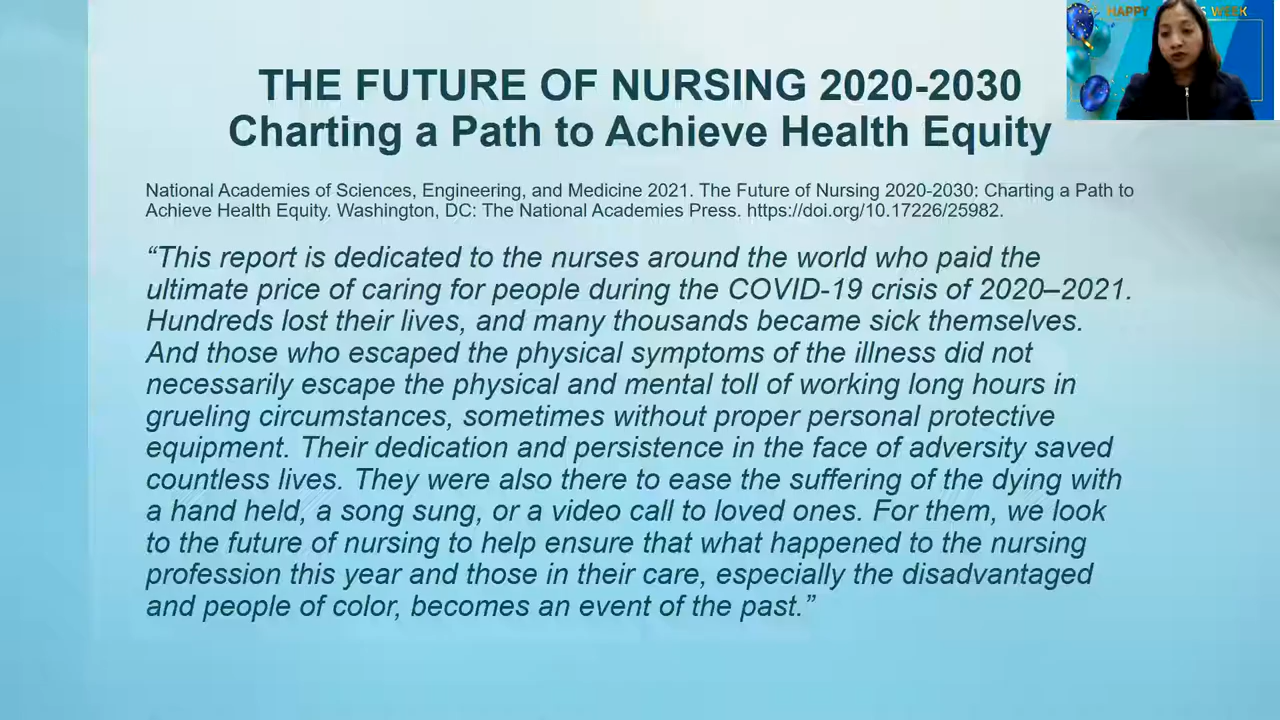 HAPPY S WEEK
THE FUTURE OF NURSING 2020-2030
Charting a Path to Achieve Health Equity
National Academies of Sciences, Engineering, and Medicine 2021. The Future of Nursing 2020-2030: Charting a Path to
Achieve Health Equity. Washington, DC: The National Academies Press. https://doi.org/10.17226/25982.
“This report is dedicated to the nurses around the world who paid the
ultimate price of caring for people during the COVID-19 crisis of 2020–2021.
Hundreds lost their lives, and many thousands became sick themselves.
And those who escaped the physical symptoms of the illness did not
necessarily escape the physical and mental toll of working long hours in
grueling circumstances, sometimes without proper personal protective
equipment. Their dedication and persistence in the face of adversity saved
countless lives. They were also there to ease the suffering of the dying with
a hand held, a song sung, or a video call to loved ones. For them, we look
to the future of nursing to help ensure that what happened to the nursing
profession this year and those in their care, especially the disadvantaged
and people of color, becomes an event of the past.”